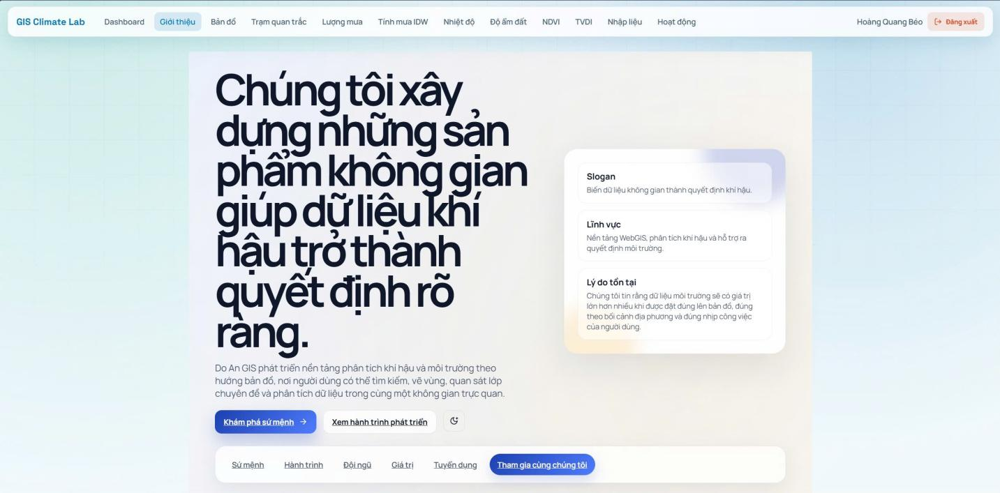 GIS Climate Lab
Dashboard
Giới thiệu
Bản đồ
Trạm quan trắc
Lượng mưa
Tính mưa IDW
Nhiệt độ
Độ ẩm đất
NDVI
TVDI
Nhập liệu
Hoạt động
Hoàng Quang Béo
Đăng xuất
Chúng tôi xây
dựng những sản
phẩm không gian
giúp dữ liệu khí
hậu trở thành
quyết định rõ
ràng.
Do An GIS phát triển nền tảng phân tích khí hậu và môi trường theo
hướng bản đồ, nơi người dùng có thể tìm kiếm, vẽ vùng, quan sát lớp
chuyên đề và phân tích dữ liệu trong cùng một không gian trực quan.
Khám phá sứ mệnh
Xem hành trình phát triển
Slogan
Biến dữ liệu không gian thành quyết định khí hậu.
Lĩnh vực
Nền tảng WebGIS, phân tích khí hậu và hỗ trợ ra
quyết định môi trường.
Lý do tồn tại
Chúng tôi tin rằng dữ liệu môi trường sẽ có giá trị
lớn hơn nhiều khi được đặt đúng lên bản đồ, đúng
theo bối cảnh địa phương và đúng nhịp công việc
của người dùng.
Sứ mệnh
Hành trình
Đội ngũ
Giá trị
Tuyển dụng
Tham gia cùng chúng tôi